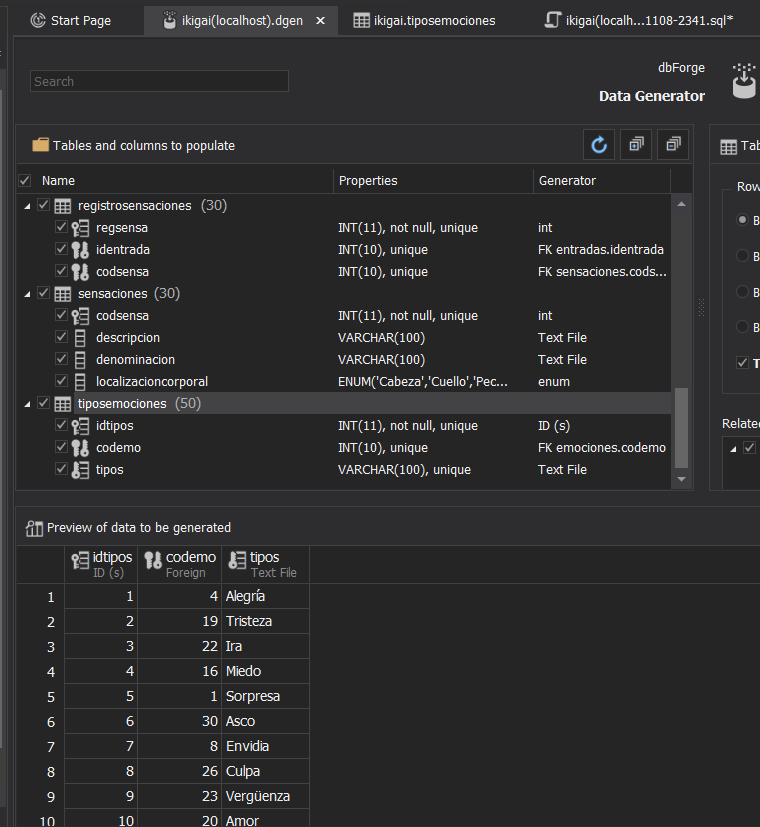 Start Page ikigai(localhost).dgen ikigai.tiposemociones ikigai(localh...1108-2341.sql*
Search
dbForge
Data Generator
Tables and columns to populate
Name Properties Generator
registrosensaciones (30)
regsensa INT(11), not null, unique int
identrada INT(10), unique FK entradas.identrada
codsensa INT(10), unique FK sensaciones.cods...
sensaciones (30)
codsensa INT(11), not null, unique int
descripcion VARCHAR(100) Text File
denominacion VARCHAR(100) Text File
localizacioncorporal ENUM('Cabeza','Cuello','Pec... enum
tiposemociones (50)
idtipos INT(11), not null, unique ID (s)
codemo INT(10), unique FK emociones.codemo
tipos VARCHAR(100), unique Text File
Tab
Row
B
B
B
B
T
Related
Preview of data to be generated
idtipos codemo tipos
ID (s) Foreign Text File
1 1 4 Alegría
2 2 19 Tristeza
3 3 22 Ira
4 4 16 Miedo
5 5 1 Sorpresa
6 6 30 Asco
7 7 8 Envidia
8 8 26 Culpa
9 9 23 Vergüenza
10 10 20 Amor